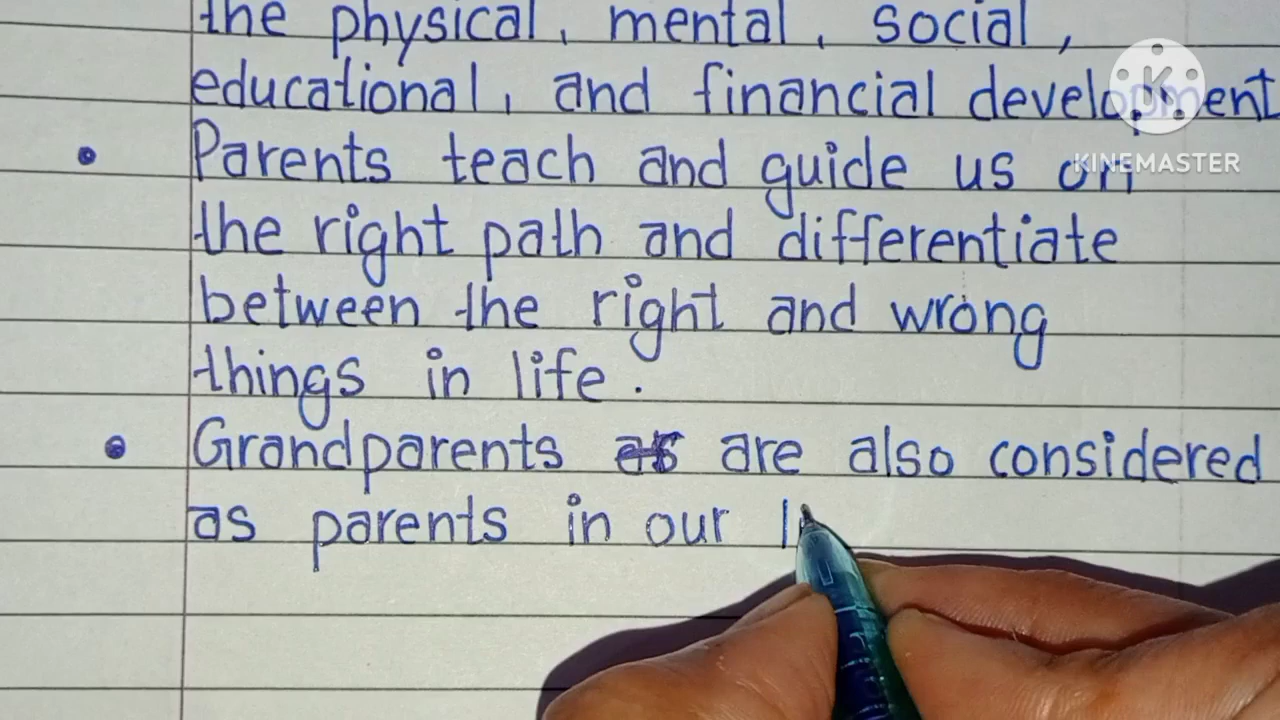 the physical, mental, social,
educational, and financial development
• Parents teach and guide us on
the right path and differentiate
between the right and wrong
things in life.
• Grandparents are also considered
as parents in our
K
KINEMASTER